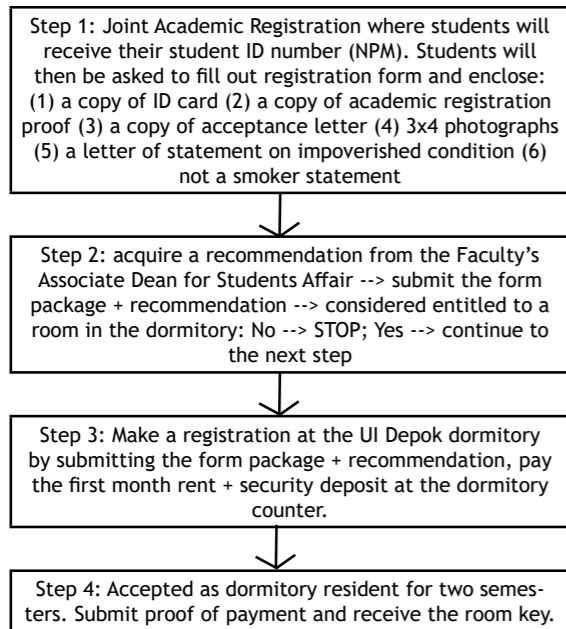 Step 1: Joint Academic Registration where students will
receive their student ID number (NPM). Students will
then be asked to fill out registration form and enclose:
(1) a copy of ID card (2) a copy of academic registration
proof (3) a copy of acceptance letter (4) 3x4 photographs
(5) a letter of statement on impoverished condition (6)
not a smoker statement
Step 2: acquire a recommendation from the Faculty’s
Associate Dean for Students Affair --> submit the form
package + recommendation --> considered entitled to a
room in the dormitory: No --> STOP; Yes --> continue to
the next step
Step 3: Make a registration at the UI Depok dormitory
by submitting the form package + recommendation, pay
the first month rent + security deposit at the dormitory
counter.
Step 4: Accepted as dormitory resident for two semes-
ters. Submit proof of payment and receive the room key.